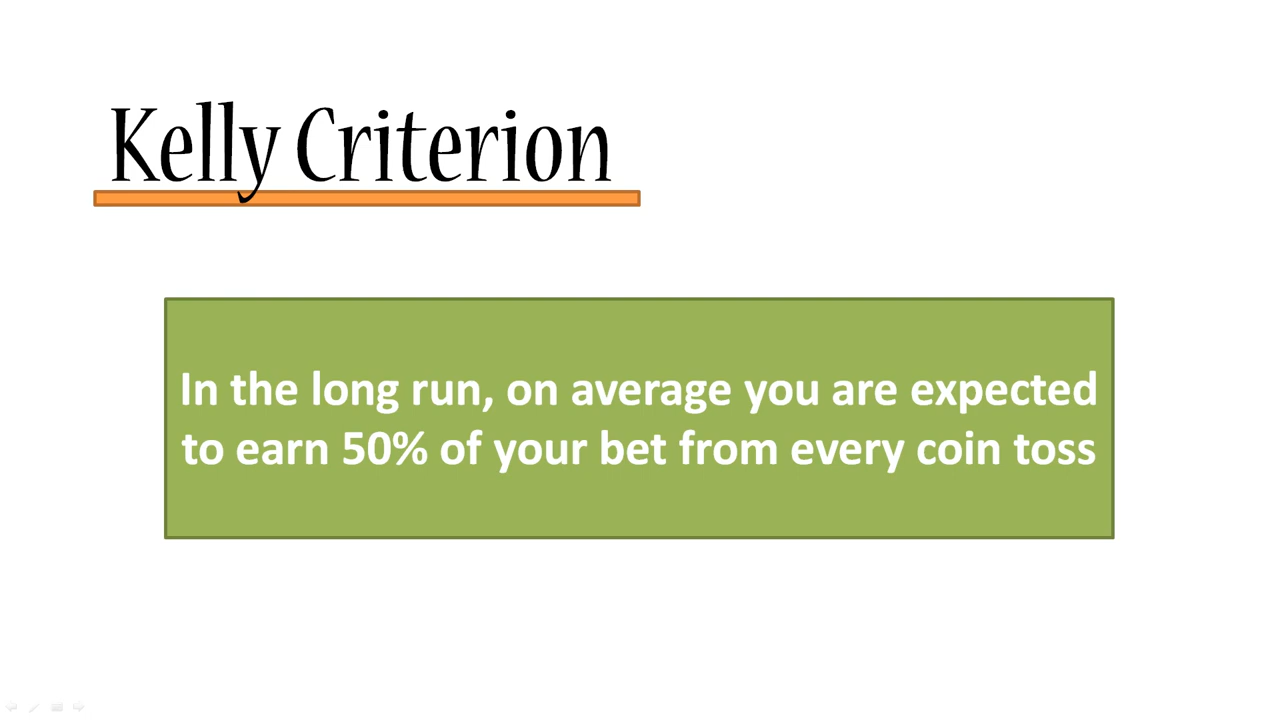 Kelly Criterion
In the long run, on average you are expected
to earn 50% of your bet from every coin toss